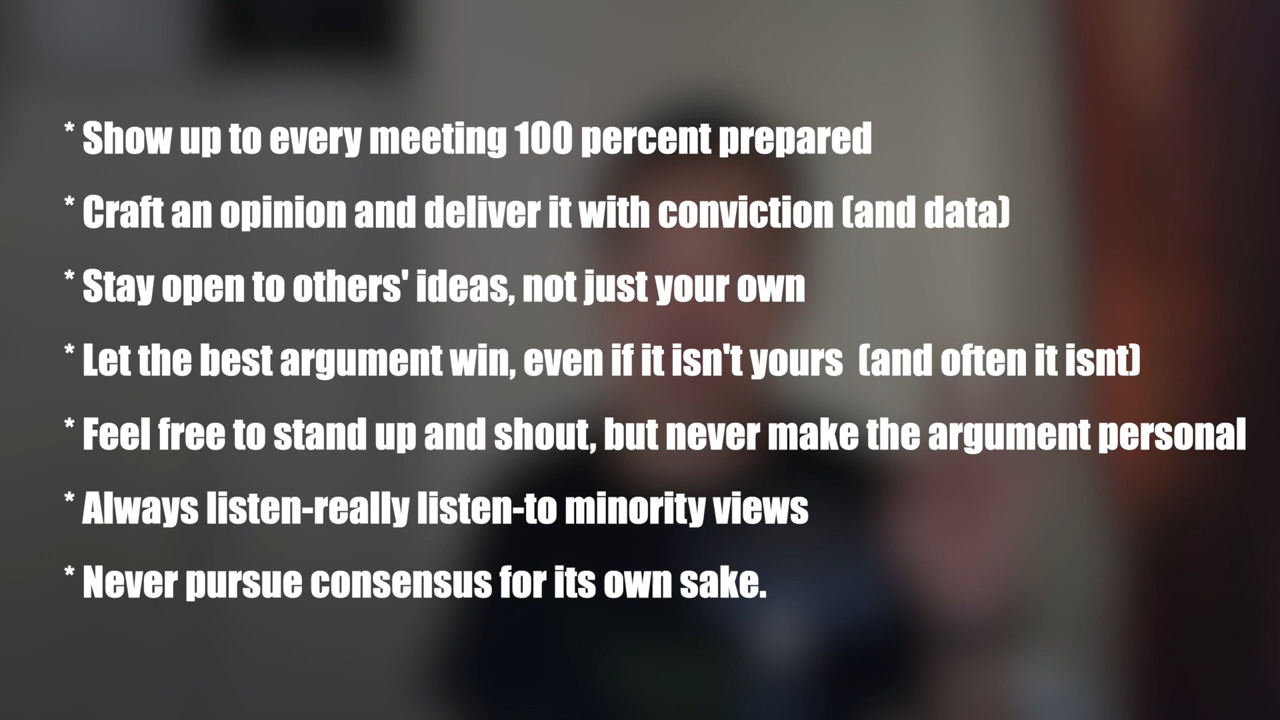 * Show up to every meeting 100 percent prepared
* Craft an opinion and deliver it with conviction (and data)
* Stay open to others' ideas, not just your own
* Let the best argument win, even if it isn't yours  (and often it isnt)
* Feel free to stand up and shout, but never make the argument personal
* Always listen-really listen-to minority views
* Never pursue consensus for its own sake.